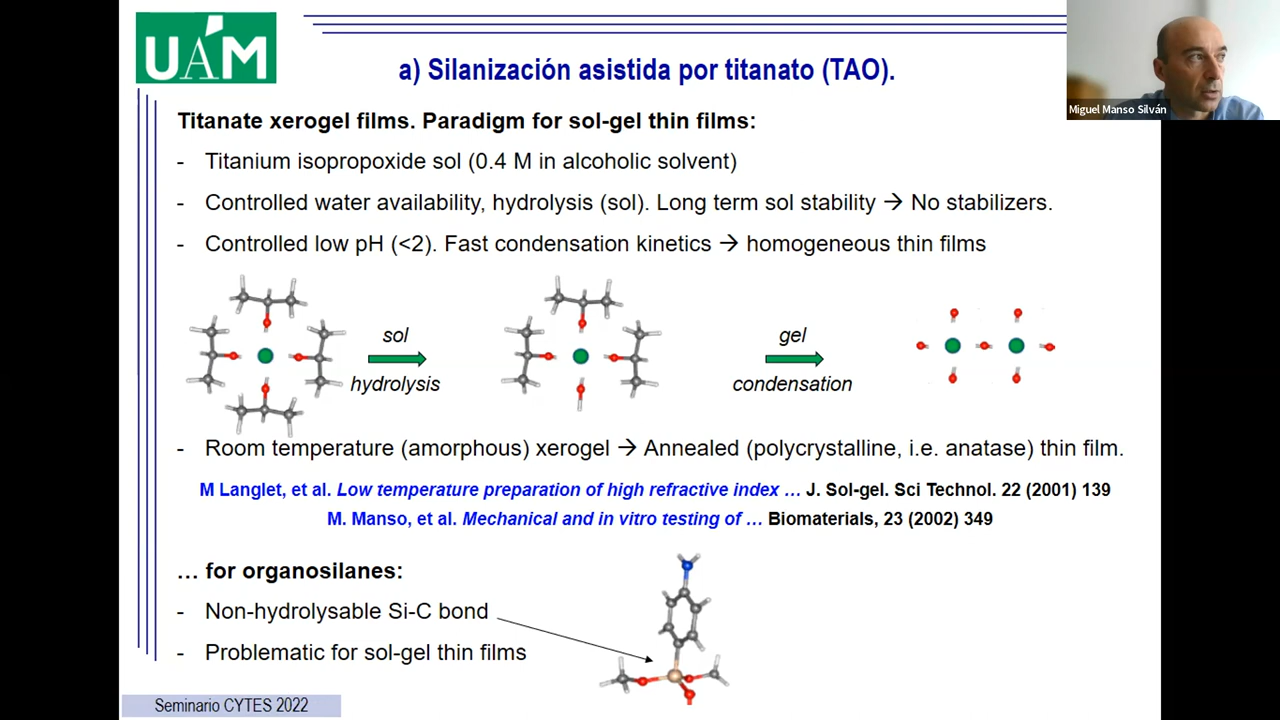 UÁM
a) Silanización asistida por titanato (TAO).
Miguel Manso Silván
Titanate xerogel films. Paradigm for sol-gel thin films:
- Titanium isopropoxide sol (0.4 M in alcoholic solvent)
- Controlled water availability, hydrolysis (sol). Long term sol stability → No stabilizers.
- Controlled low pH (<2). Fast condensation kinetics → homogeneous thin films
sol
hydrolysis
gel
condensation
- Room temperature (amorphous) xerogel → Annealed (polycrystalline, i.e. anatase) thin film.
M Langlet, et al. Low temperature preparation of high refractive index … J. Sol-gel. Sci Technol. 22 (2001) 139
M. Manso, et al. Mechanical and in vitro testing of … Biomaterials, 23 (2002) 349
… for organosilanes:
- Non-hydrolysable Si-C bond
- Problematic for sol-gel thin films
Seminario CYTES 2022